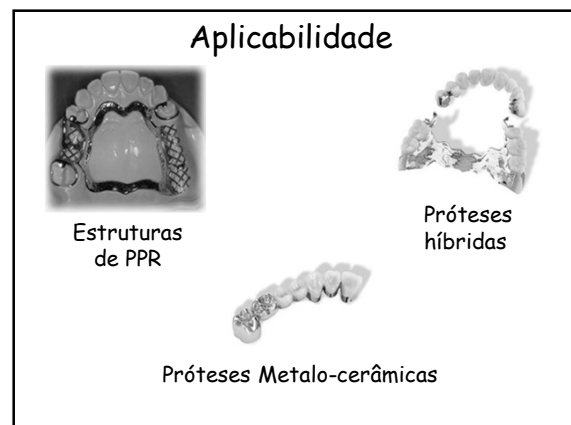 Aplicabilidade
Estruturas
de PPR
Próteses
híbridas
Próteses Metalo-cerâmicas